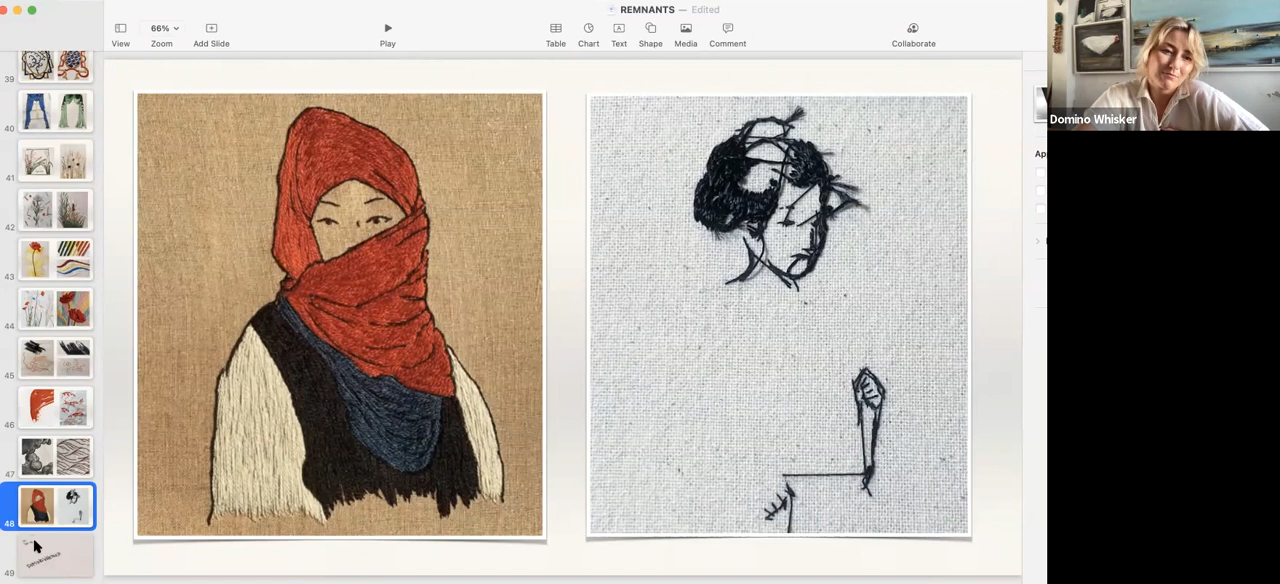 REMNANTS — Edited
66%
View
Zoom
Add Slide
Play
Table
Chart
Text
Shape
Media
Comment
Collaborate
Domino Whisker
39
40
41
42
43
44
45
46
47
48
49